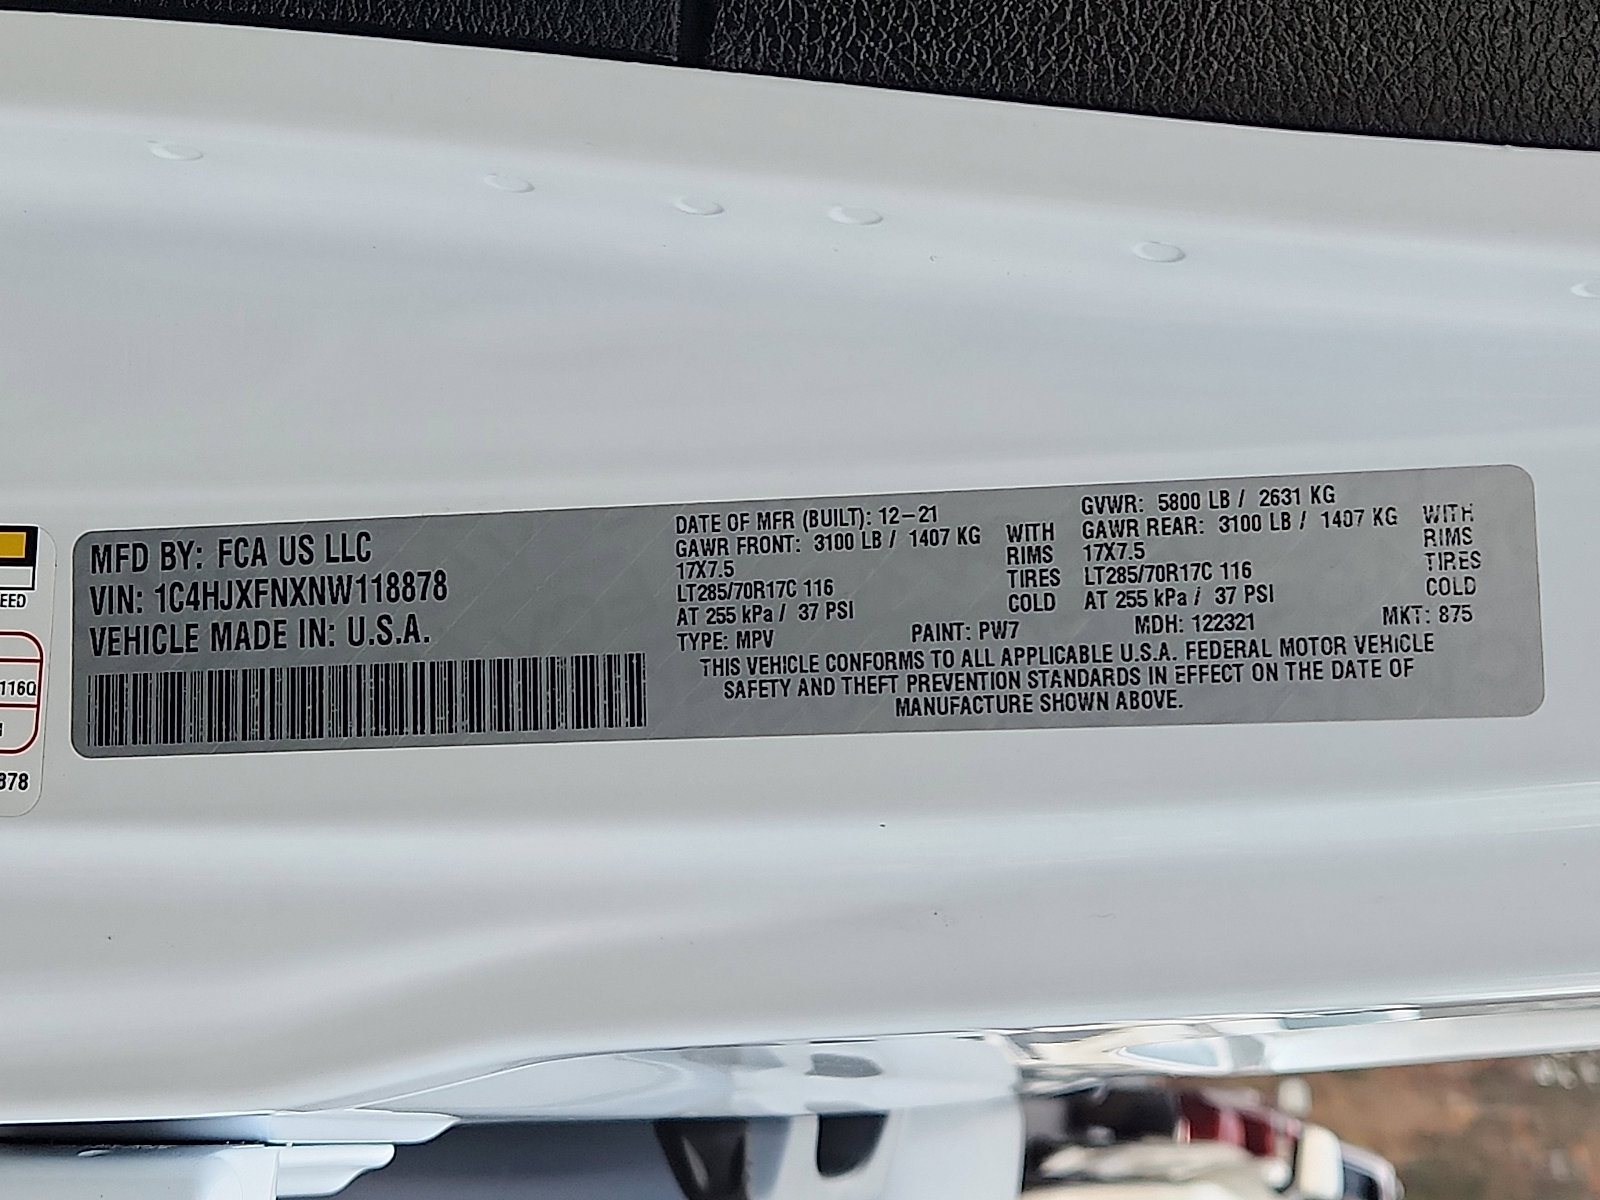 EED
116Q
878
MFD BY: FCA US LLC
VIN: 1C4HJXFNXNW118878
VEHICLE MADE IN: U.S.A.
DATE OF MFR (BUILT): 12-21
GAWR FRONT: 3100 LB / 1407 KG WITH
17X7.5 RIMS
LT285/70R17C 116 TIRES
AT 255 kPa / 37 PSI COLD
GVWR: 5800 LB / 2631 KG
GAWR REAR: 3100 LB / 1407 KG WITH
17X7.5 RIMS
LT285/70R17C 116 TIRES
AT 255 kPa / 37 PSI COLD
TYPE: MPV PAINT: PW7 MDH: 122321 MKT: 875
THIS VEHICLE CONFORMS TO ALL APPLICABLE U.S.A. FEDERAL MOTOR VEHICLE
SAFETY AND THEFT PREVENTION STANDARDS IN EFFECT ON THE DATE OF
MANUFACTURE SHOWN ABOVE.